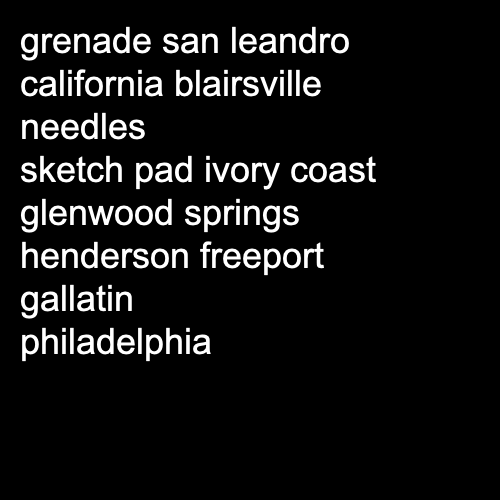 grenade san leandro
california blairsville
needles
sketch pad ivory coast
glenwood springs
henderson freeport
gallatin
philadelphia